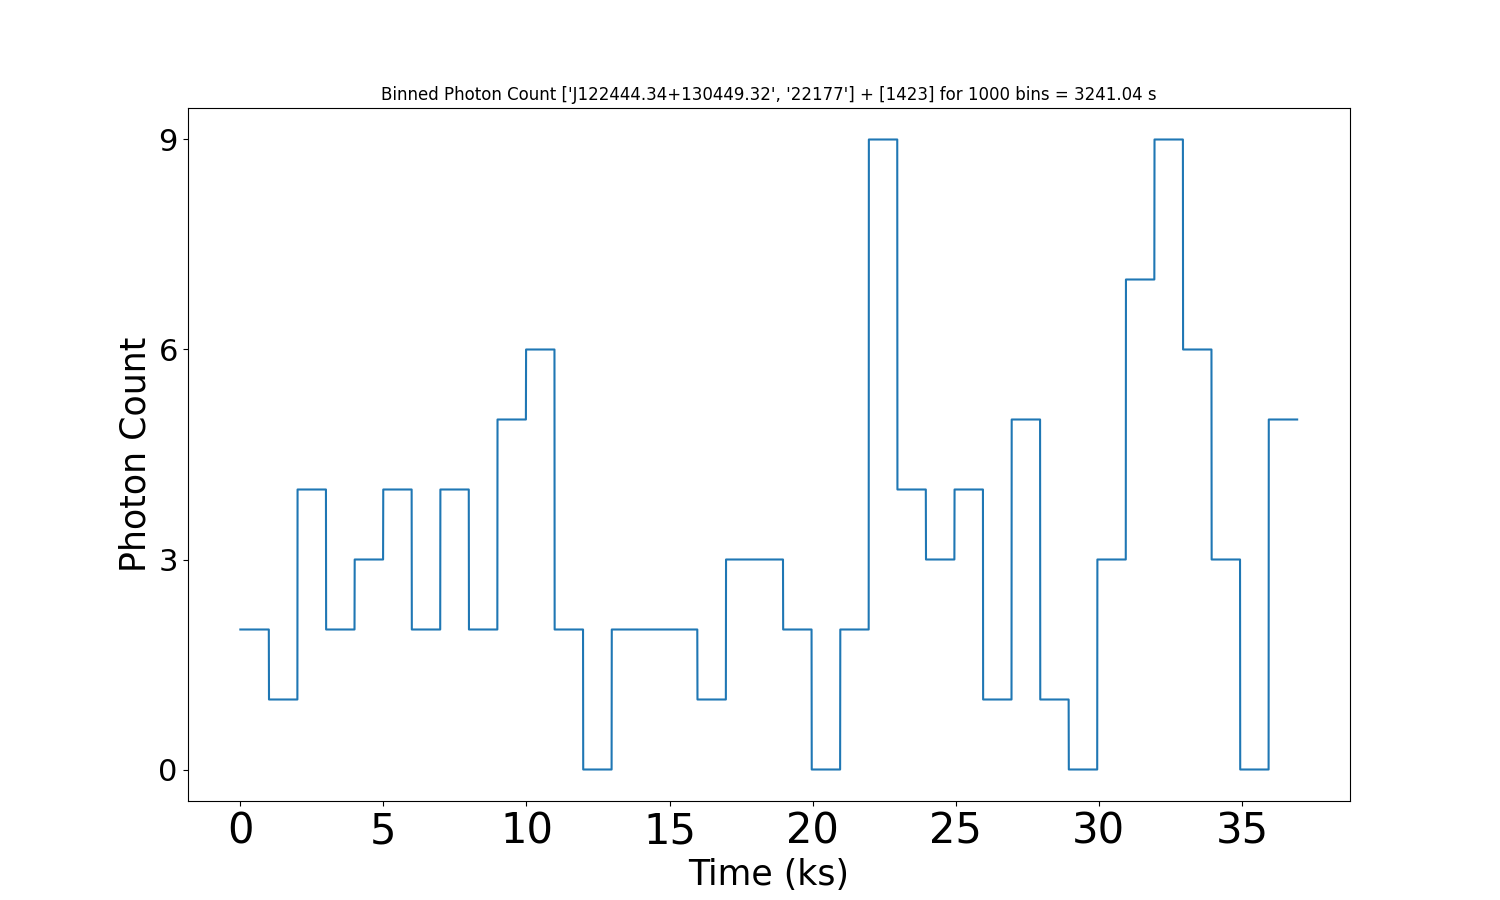 Binned Photon Count ['J122444.34+130449.32', '22177'] + [1423] for 1000 bins = 3241.04 s
9
6
3
0
Photon Count
0 5 10 15 20 25 30 35
Time (ks)